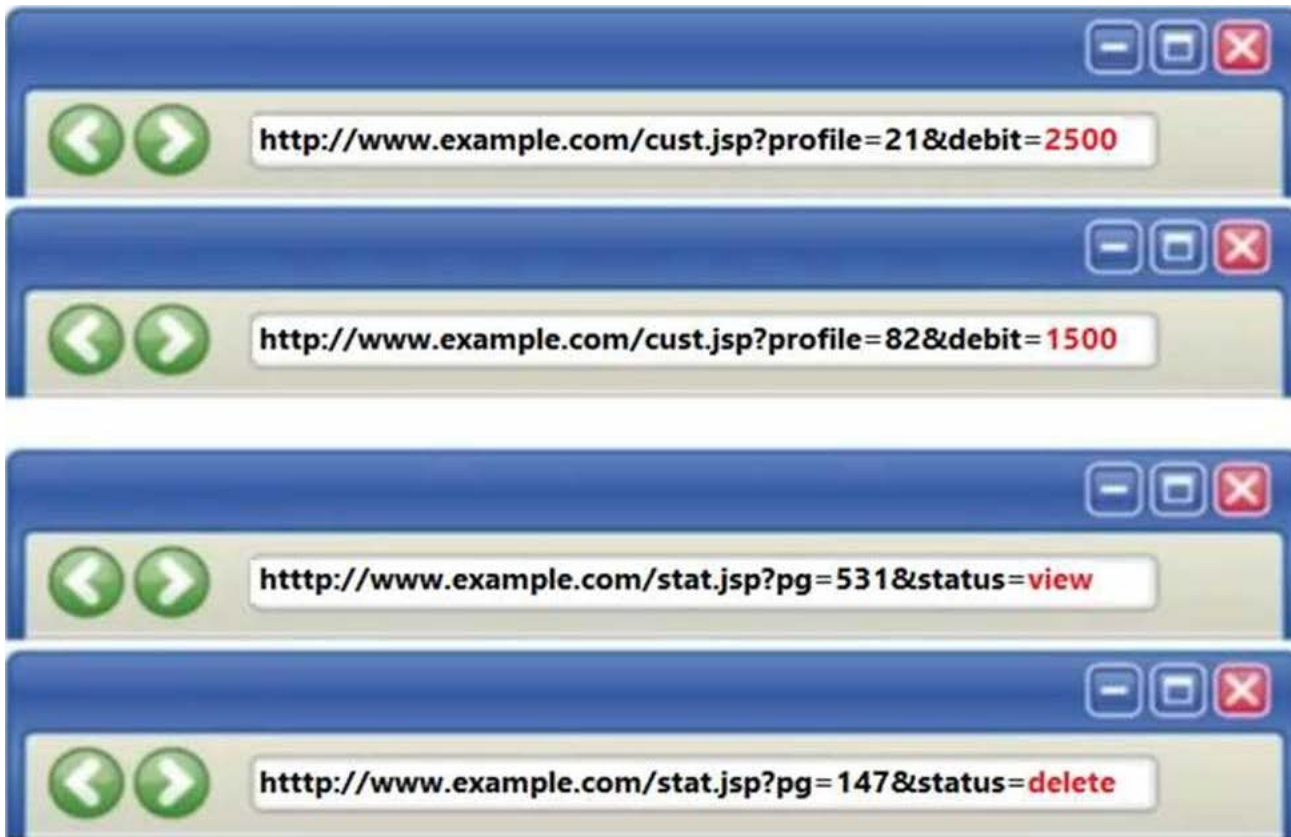 http://www.example.com/cust.jsp?profile=21&debit=2500
http://www.example.com/cust.jsp?profile=82&debit=1500
htttp://www.example.com/stat.jsp?pg=531&status=view
htttp://www.example.com/stat.jsp?pg=147&status=delete